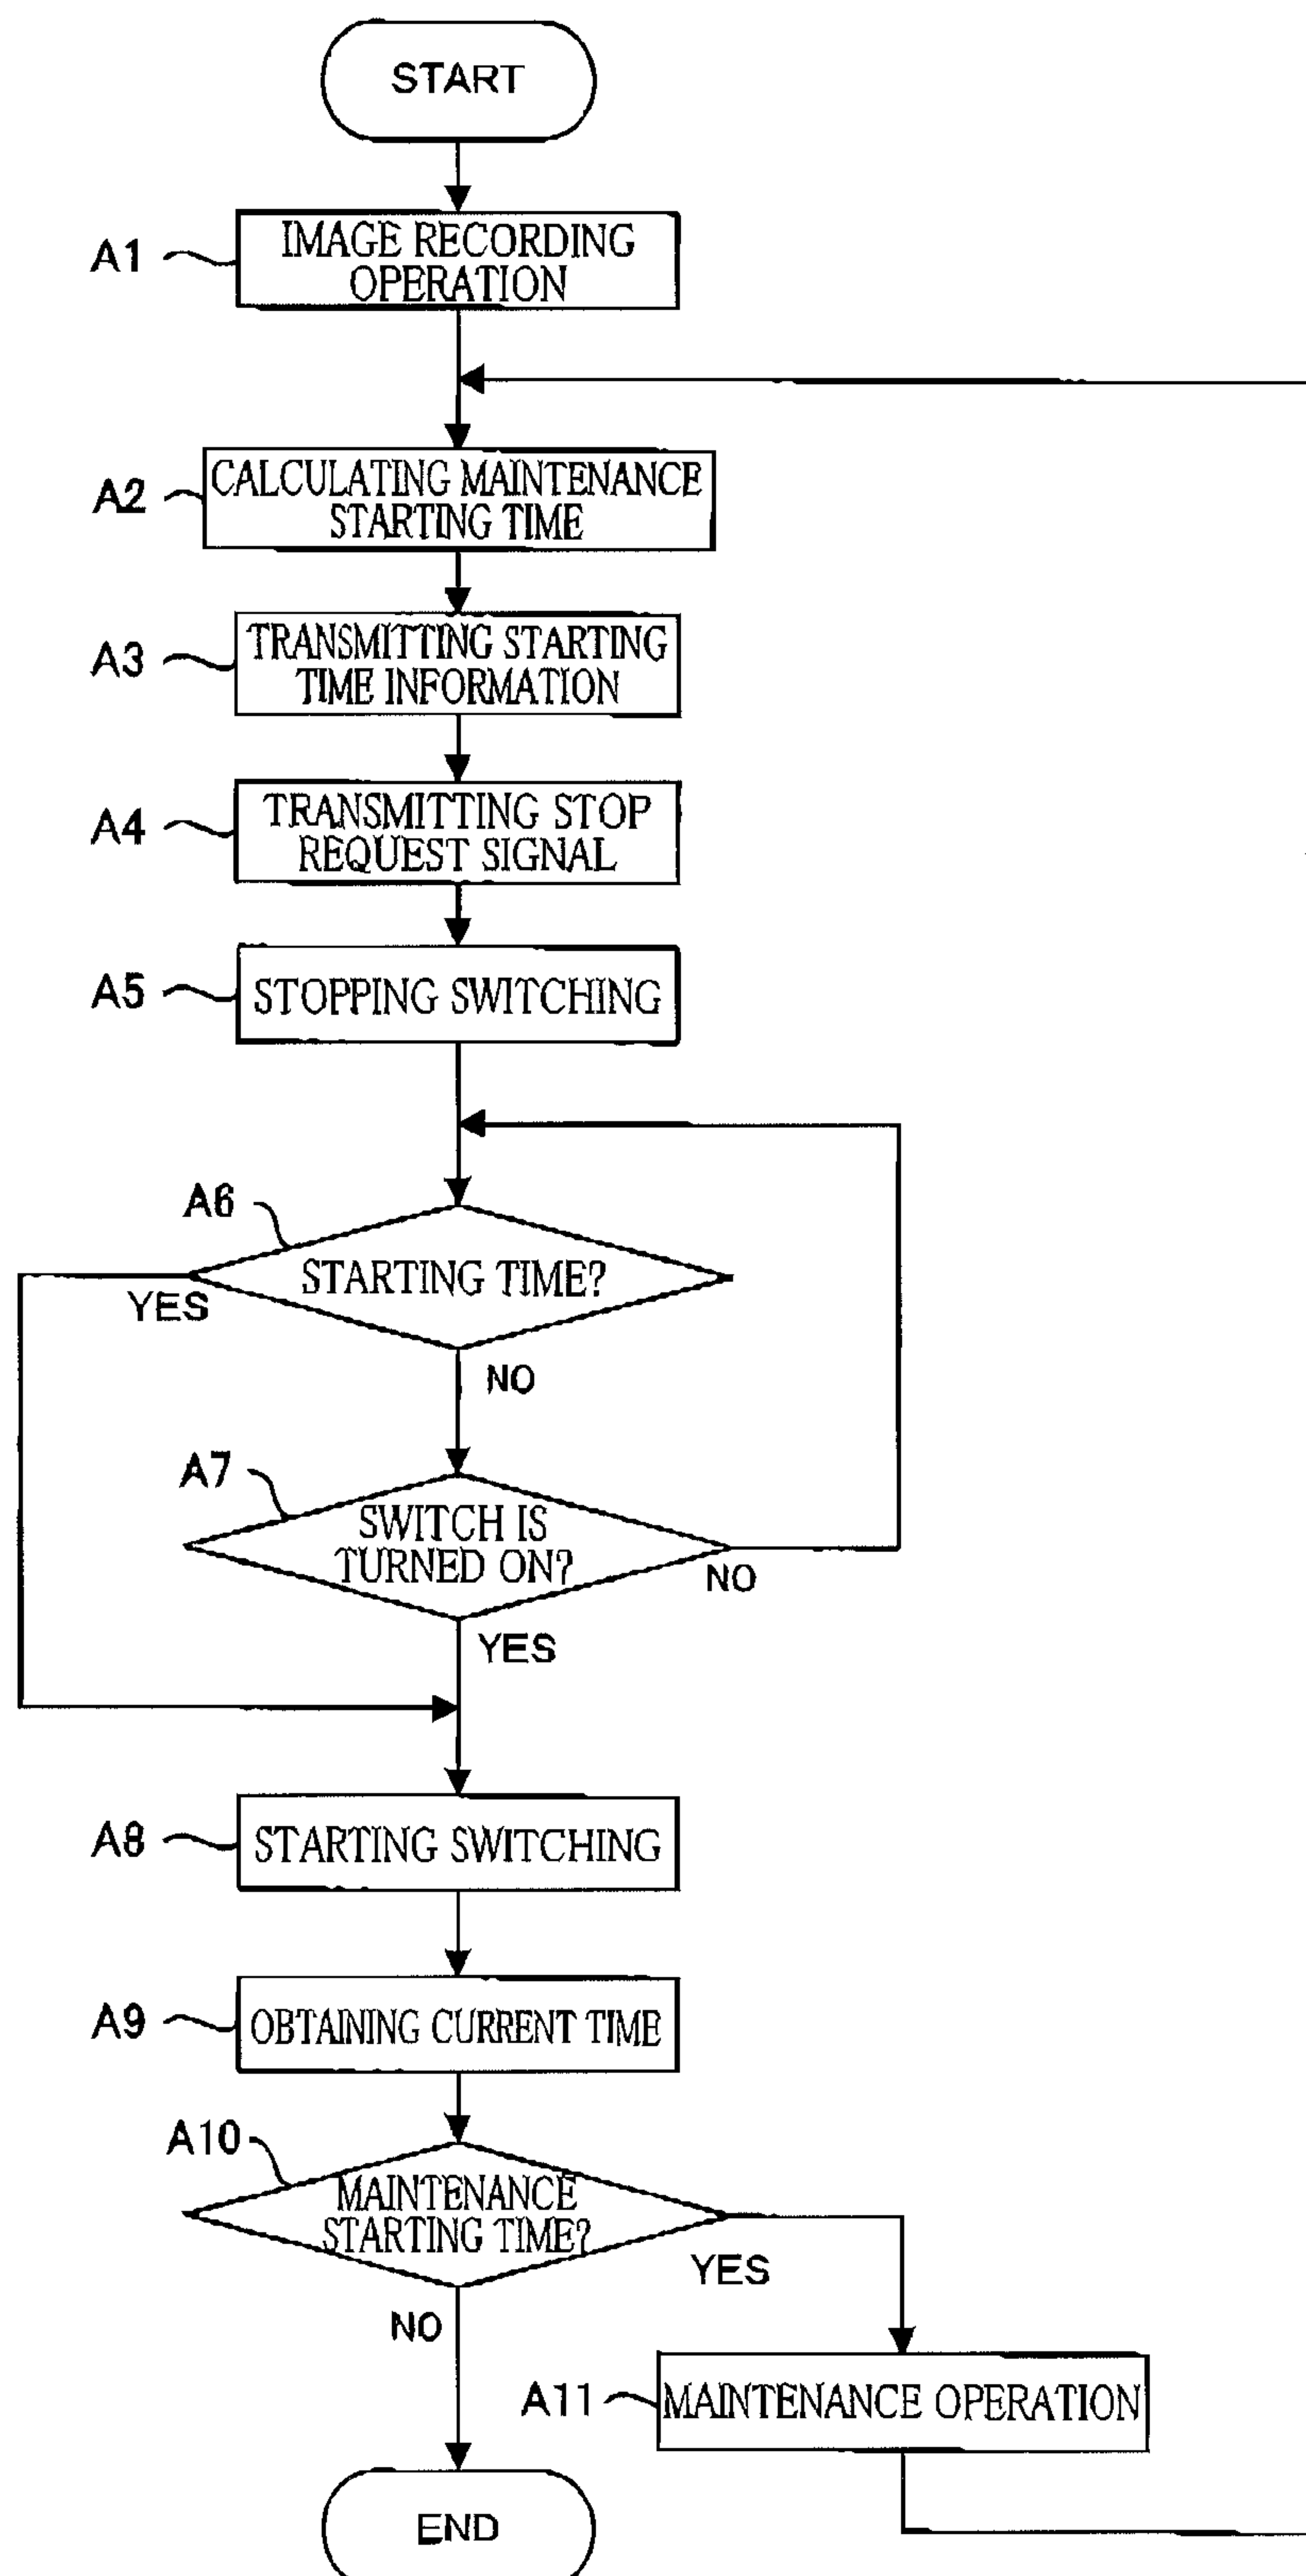 START
A1
IMAGE RECORDING
OPERATION
A2
CALCULATING MAINTENANCE
STARTING TIME
A3
TRANSMITTING STARTING
TIME INFORMATION
A4
TRANSMITTING STOP
REQUEST SIGNAL
A5
STOPPING SWITCHING
A6
STARTING TIME?
YES
NO
A7
SWITCH IS
TURNED ON?
NO
YES
A8
STARTING SWITCHING
A9
OBTAINING CURRENT TIME
A10
MAINTENANCE
STARTING TIME?
YES
NO
A11
MAINTENANCE OPERATION
END